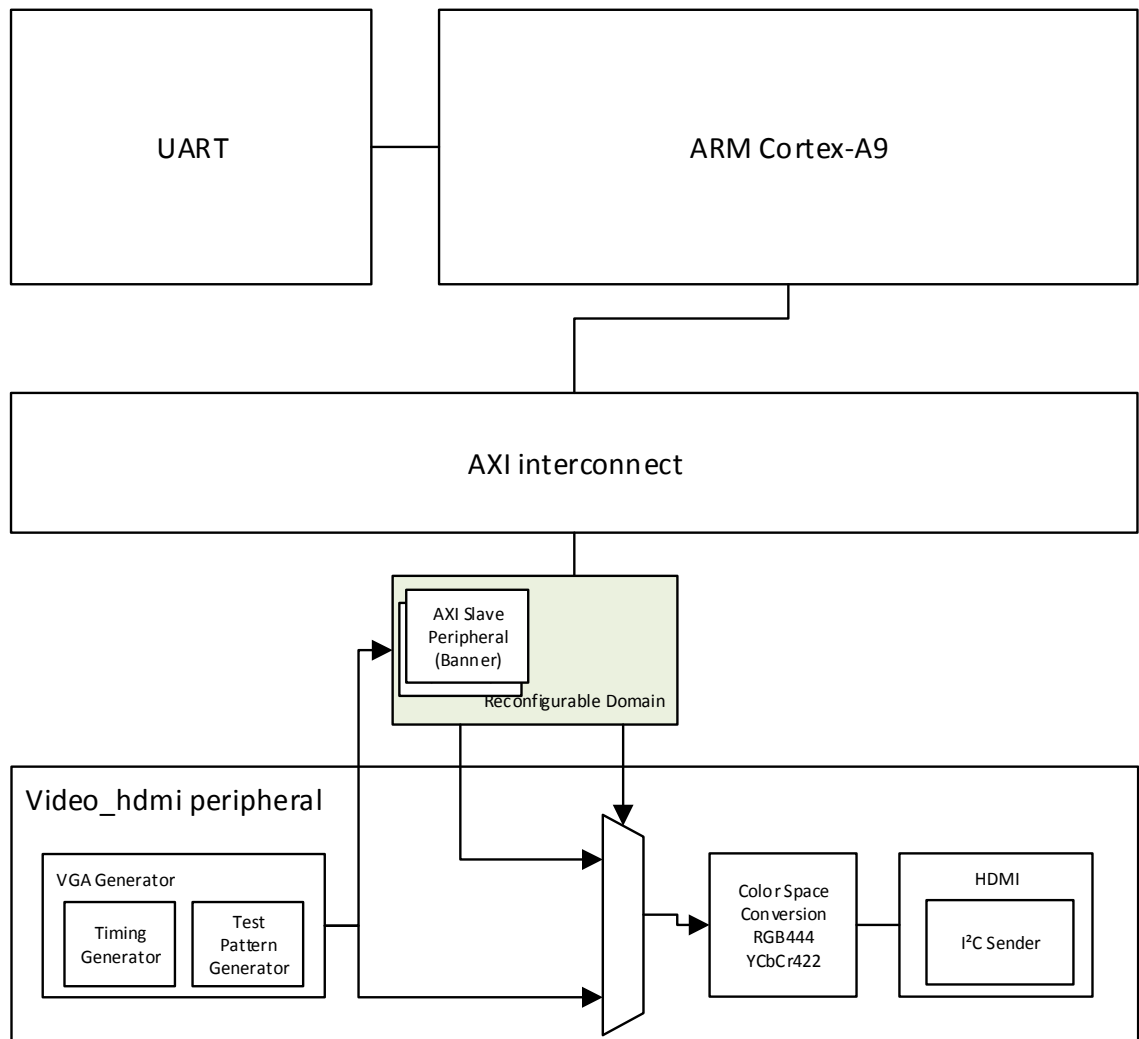 UART
ARM Cortex-A9
AXI interconnect
AXI Slave
Peripheral
(Banner)
Reconfigurable Domain
Video_hdmi peripheral
VGA Generator
Timing
Generator
Test
Pattern
Generator
Color Space
Conversion
RGB444
YCbCr422
HDMI
I²C Sender